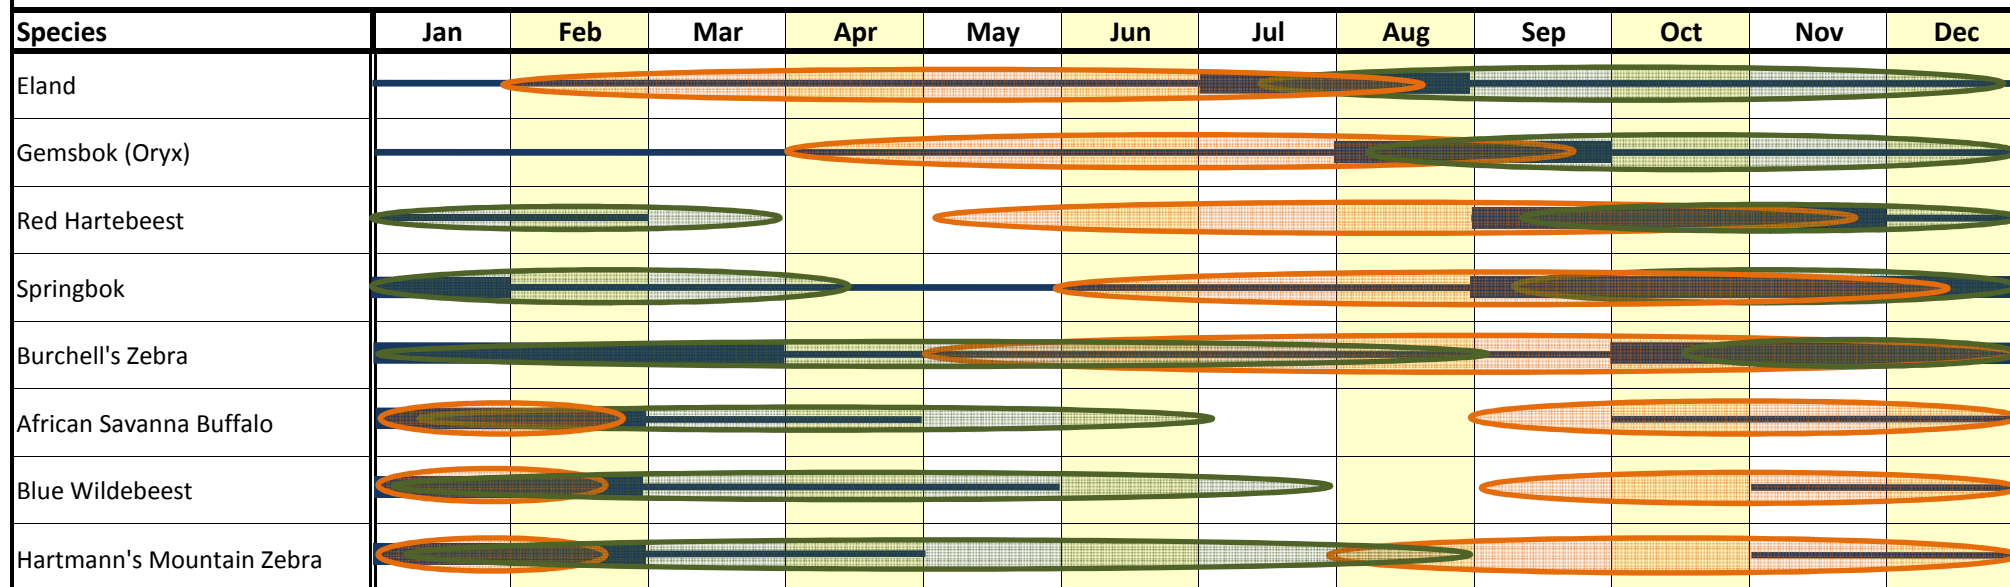 Species Jan Feb Mar Apr May Jun Jul Aug Sep Oct Nov Dec
Eland
Gemsbok (Oryx)
Red Hartebeest
Springbok
Burchell's Zebra
African Savanna Buffalo
Blue Wildebeest
Hartmann's Mountain Zebra